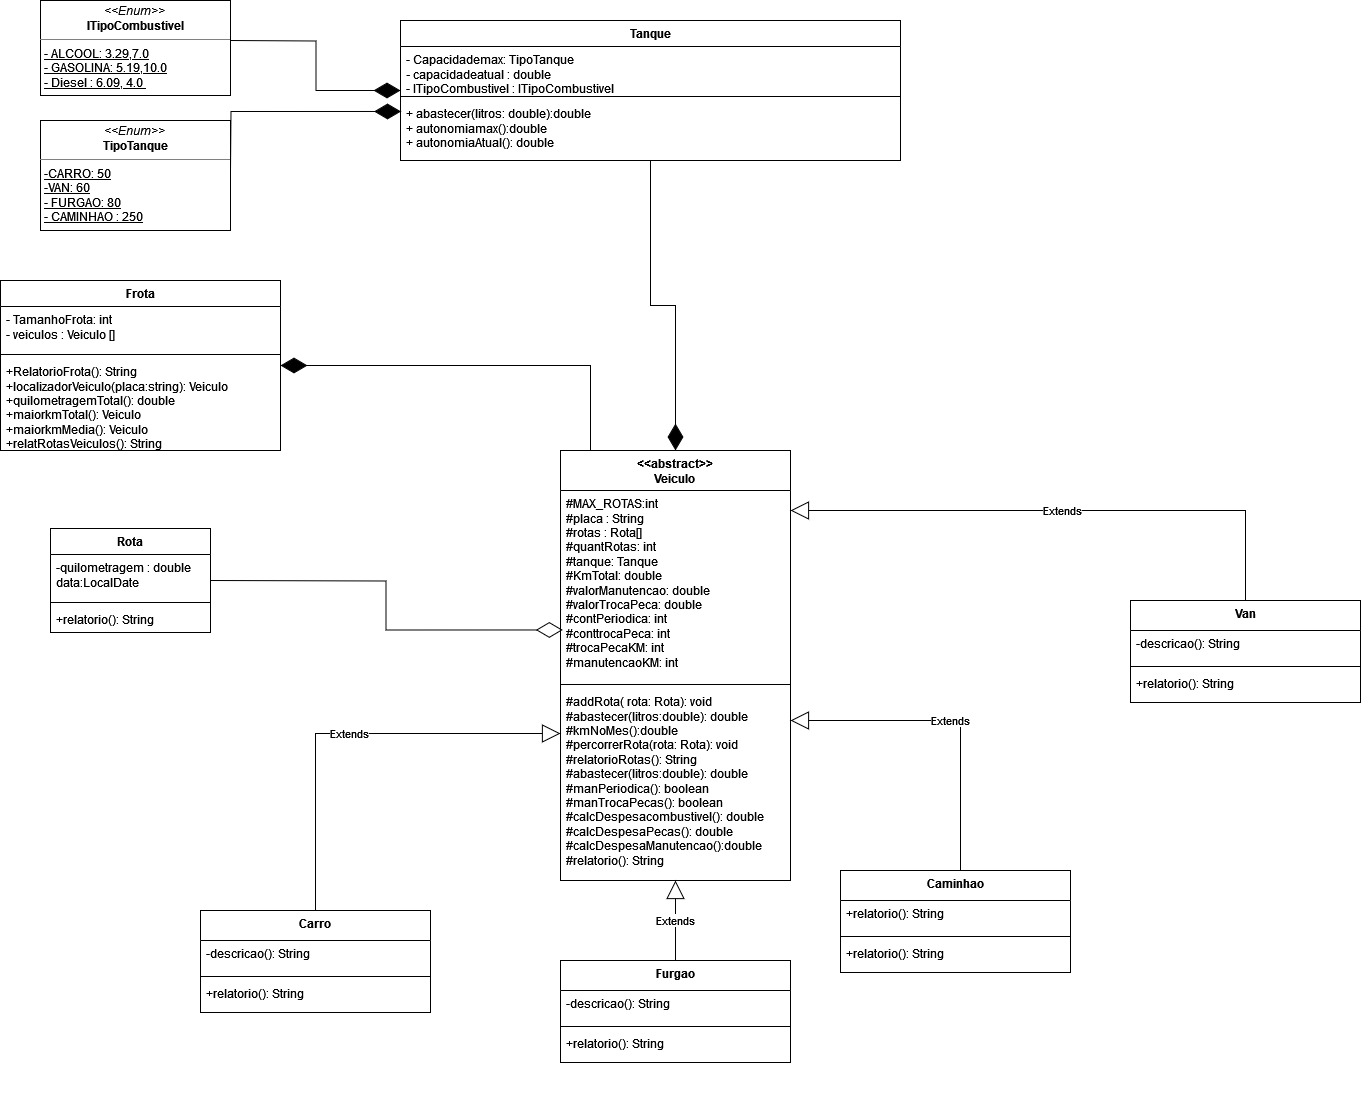 <<Enum>>
ITipoCombustivel
- ALCOOL: 3.29,7.0
- GASOLINA: 5.19,10.0
- Diesel : 6.09, 4.0
<<Enum>>
TipoTanque
-CARRO: 50
-VAN: 60
- FURGAO: 80
- CAMINHAO : 250
Tanque
- Capacidademax: TipoTanque
- capacidadeatual : double
- ITipoCombustivel : ITipoCombustivel
+ abastecer(litros: double):double
+ autonomiamax():double
+ autonomiaAtual(): double
Frota
- TamanhoFrota: int
- veiculos : Veiculo []
+RelatorioFrota(): String
+localizadorVeiculo(placa:string): Veiculo
+quilometragemTotal(): double
+maiorkmTotal(): Veiculo
+maiorkmMedia(): Veiculo
+relatRotasVeiculos(): String
<<abstract>>
Veiculo
#MAX_ROTAS:int
#placa : String
#rotas : Rota[]
#quantRotas: int
#tanque: Tanque
#KmTotal: double
#valorManutencao: double
#valorTrocaPeca: double
#contPeriodica: int
#conttrocaPeca: int
#trocaPecaKM: int
#manutencaoKM: int
#addRota( rota: Rota): void
#abastecer(litros:double): double
#kmNoMes():double
#percorrerRota(rota: Rota): void
#relatorioRotas(): String
#abastecer(litros:double): double
#manPeriodica(): boolean
#manTrocaPecas(): boolean
#calcDespesacombustivel(): double
#calcDespesaPecas(): double
#calcDespesaManutencao():double
#relatorio(): String
Rota
-quilometragem : double
data:LocalDate
+relatorio(): String
Extends
Van
-descricao(): String
+relatorio(): String
Extends
Extends
Caminhao
+relatorio(): String
+relatorio(): String
Carro
-descricao(): String
+relatorio(): String
Extends
Furgao
-descricao(): String
+relatorio(): String